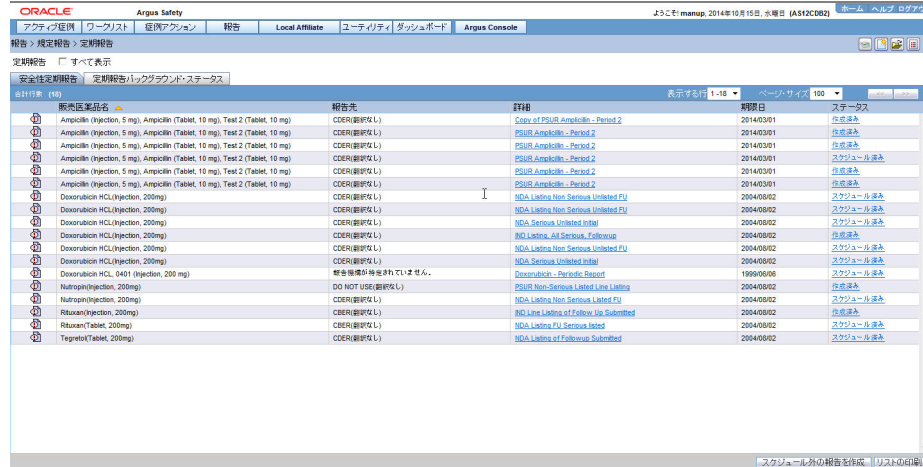 ORACLE Argus Safety ようこそ! manup, 2014年10月15日, 水曜日 (AS12CDB2) ホーム ヘルプ ログアウ
アクティブ症例 ワークリスト 症例アクション 報告 Local Affiliate ユーティリティ ダッシュボード Argus Console
報告 > 規定報告 > 定期報告
定期報告 すべて表示
安全性定期報告 定期報告バックグラウンド・ステータス
合計行数 (18) 表示する行 1-18 ページ・サイズ 100 << >>
販売医薬品名 報告先 詳細 期限日 ステータス
Ampicillin (Injection, 5 mg), Ampicillin (Tablet, 10 mg), Test 2 (Tablet, 10 mg) CDER(翻訳なし) Copy of PSUR Amplicilin - Period 2 2014/03/01 作成済み
Ampicillin (Injection, 5 mg), Ampicillin (Tablet, 10 mg), Test 2 (Tablet, 10 mg) CDER(翻訳なし) PSUR Amplicilin - Period 2 2014/03/01 作成済み
Ampicillin (Injection, 5 mg), Ampicillin (Tablet, 10 mg), Test 2 (Tablet, 10 mg) CDER(翻訳なし) PSUR Amplicilin - Period 2 2014/03/01 作成済み
Ampicillin (Injection, 5 mg), Ampicillin (Tablet, 10 mg), Test 2 (Tablet, 10 mg) CDER(翻訳なし) PSUR Amplicilin - Period 2 2014/03/01 スケジュール済み
Ampicillin (Injection, 5 mg), Ampicillin (Tablet, 10 mg), Test 2 (Tablet, 10 mg) CDER(翻訳なし) PSUR Amplicilin - Period 2 2014/03/01 作成済み
Ampicillin (Injection, 5 mg), Ampicillin (Tablet, 10 mg), Test 2 (Tablet, 10 mg) CDER(翻訳なし) PSUR Amplicilin - Period 2 2014/03/01 作成済み
Doxorubicin HCL(Injection, 200mg) CDER(翻訳なし) NDA Listing Non Serious Unlisted FU 2004/08/02 スケジュール済み
Doxorubicin HCL(Injection, 200mg) CDER(翻訳なし) NDA Listing Non Serious Unlisted FU 2004/08/02 スケジュール済み
Doxorubicin HCL(Injection, 200mg) CDER(翻訳なし) NDA Serious Unlisted Initial 2004/08/02 スケジュール済み
Doxorubicin HCL(Injection, 200mg) CDER(翻訳なし) IND Listing, All Serious, Followup 2004/08/02 作成済み
Doxorubicin HCL(Injection, 200mg) CDER(翻訳なし) NDA Listing Non Serious Unlisted FU 2004/08/02 スケジュール済み
Doxorubicin HCL(Injection, 200mg) CDER(翻訳なし) NDA Serious Unlisted Initial 2004/08/02 スケジュール済み
Doxorubicin HCL, 0401 (Injection, 200 mg) 報告機構が特定されていません。 Doxorubicin - Periodic Report 1999/06/06 スケジュール済み
Nutropin(Injection, 200mg) DO NOT USE(翻訳なし) PSUR Non-Serious Listed Line Listing 2004/08/02 作成済み
Nutropin(Injection, 200mg) CDER(翻訳なし) NDA Listing Non Serious Listed FU 2004/08/02 スケジュール済み
Rituxan(Injection, 200mg) CBER(翻訳なし) IND Line Listing of Follow Up Submitted 2004/08/02 作成済み
Rituxan(Tablet, 200mg) CDER(翻訳なし) NDA Listing FU Serious listed 2004/08/02 スケジュール済み
Tegretol(Tablet, 200mg) CDER(翻訳なし) NDA Listing of Followup Submitted 2004/08/02 スケジュール済み
スケジュール外の報告を作成 リストの印刷